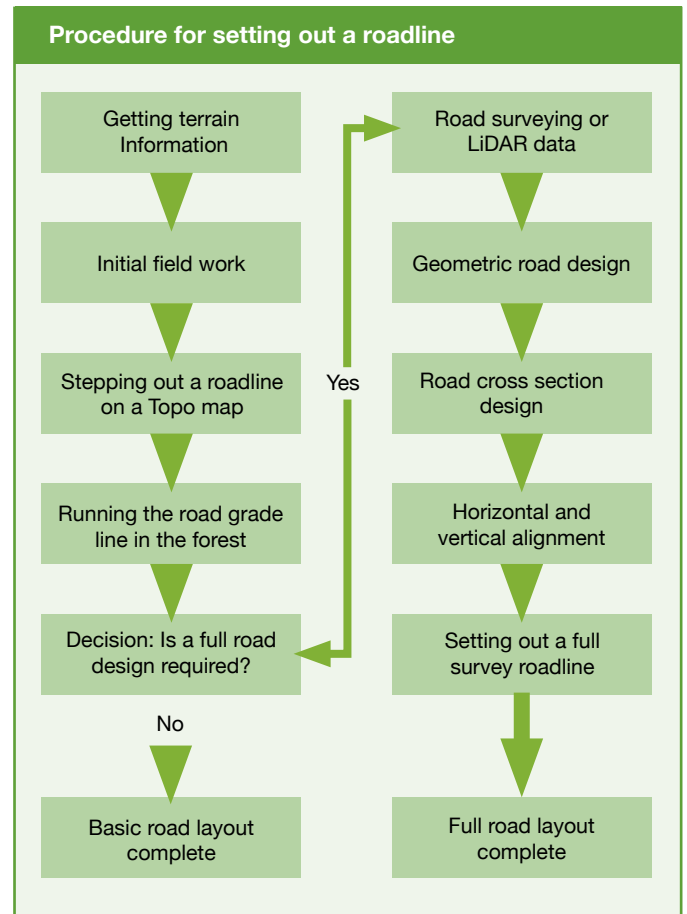 Procedure for setting out a roadline
Getting terrain
Information
Initial field work
Stepping out a roadline
on a Topo map
Running the road grade
line in the forest
Decision: Is a full road
design required?
No
Basic road layout
complete
Yes
Road surveying or
LiDAR data
Geometric road design
Road cross section
design
Horizontal and
vertical alignment
Setting out a full
survey roadline
Full road layout
complete